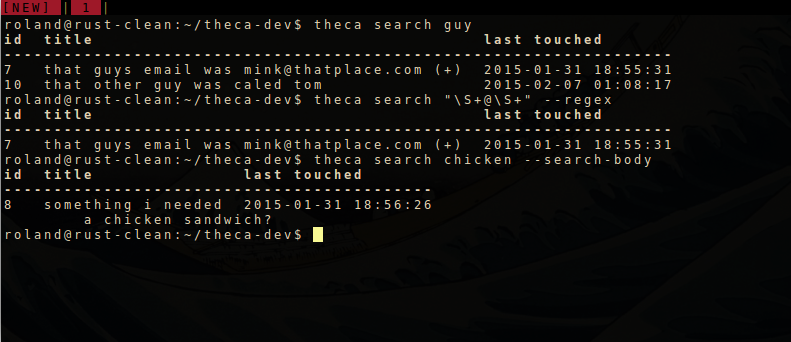 [NEW] | 1 |
roland@rust-clean:~/theca-dev$ theca search guy
id  title                                       last touched
-------------------------------------------------------------------
7   that guys email was mink@thatplace.com (+)  2015-01-31 18:55:31
10  that other guy was caled tom                2015-02-07 01:08:17
roland@rust-clean:~/theca-dev$ theca search "\S+@\S+" --regex
id  title                                       last touched
-------------------------------------------------------------------
7   that guys email was mink@thatplace.com (+)  2015-01-31 18:55:31
roland@rust-clean:~/theca-dev$ theca search chicken --search-body
id  title               last touched
-------------------------------------------
8   something i needed  2015-01-31 18:56:26
        a chicken sandwich?
roland@rust-clean:~/theca-dev$